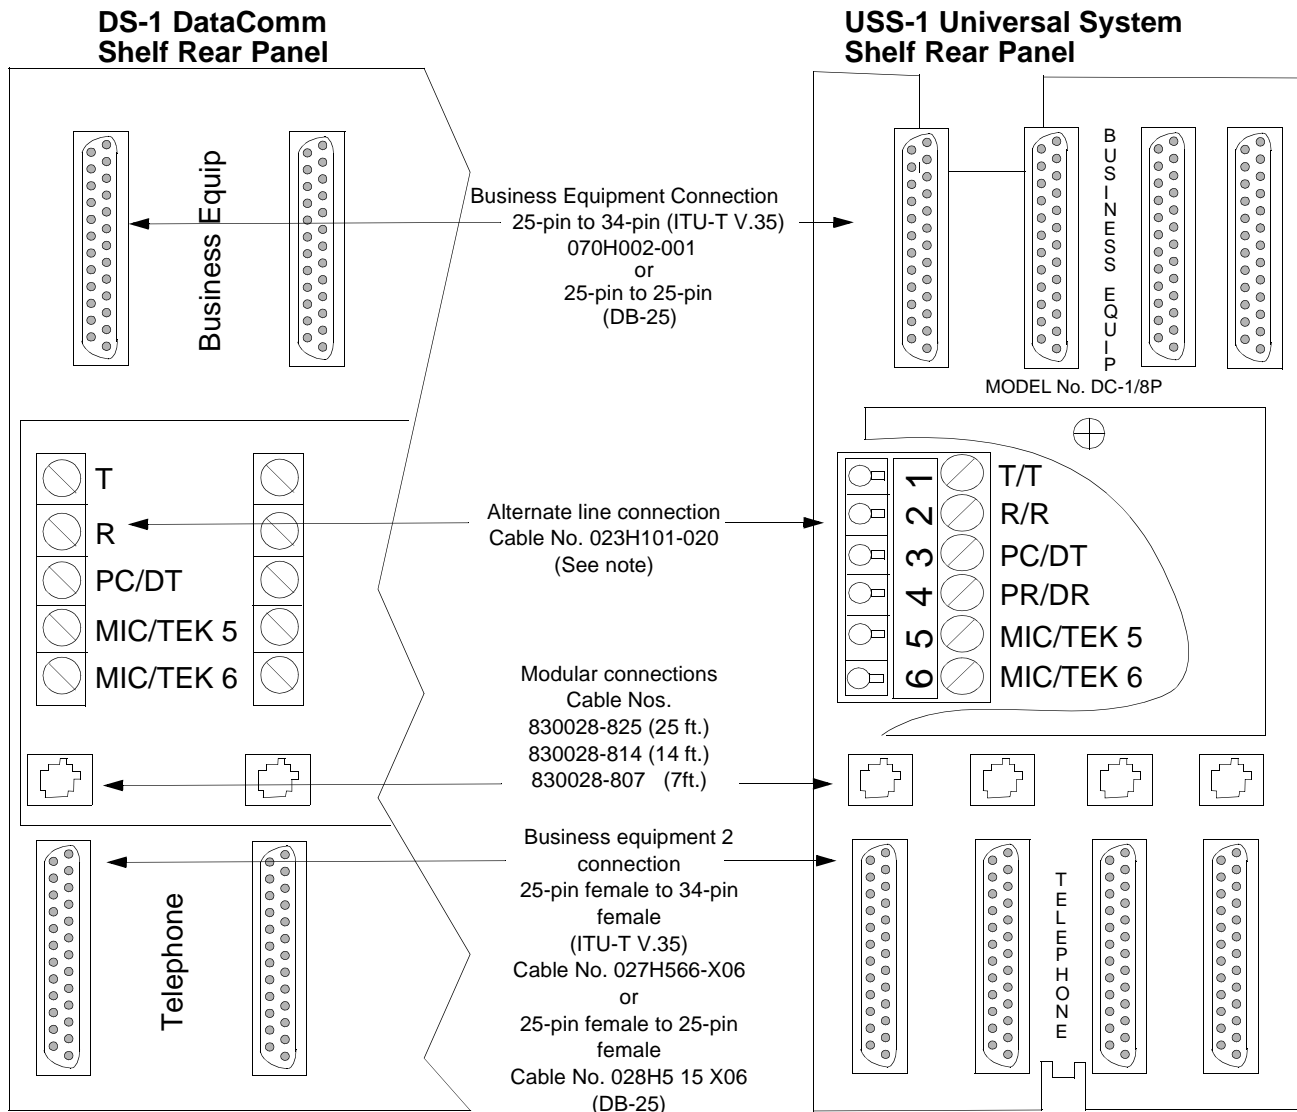 DS-1 DataComm
Shelf Rear Panel
USS-1 Universal System
Shelf Rear Panel
Business Equip
BUSINESS EQUIP
Business Equipment Connection
25-pin to 34-pin (ITU-T V.35)
070H002-001
or
25-pin to 25-pin
(DB-25)
MODEL No. DC-1/8P
T
R
PC/DT
MIC/TEK 5
MIC/TEK 6
Alternate line connection
Cable No. 023H101-020
(See note)
1 T/T
2 R/R
3 PC/DT
4 PR/DR
5 MIC/TEK 5
6 MIC/TEK 6
Modular connections
Cable Nos.
830028-825 (25 ft.)
830028-814 (14 ft.)
830028-807 (7ft.)
Telephone
Business equipment 2
connection
25-pin female to 34-pin
female
(ITU-T V.35)
Cable No. 027H566-X06
or
25-pin female to 25-pin
female
Cable No. 028H5 15 X06
(DB-25)
TELEPHONE